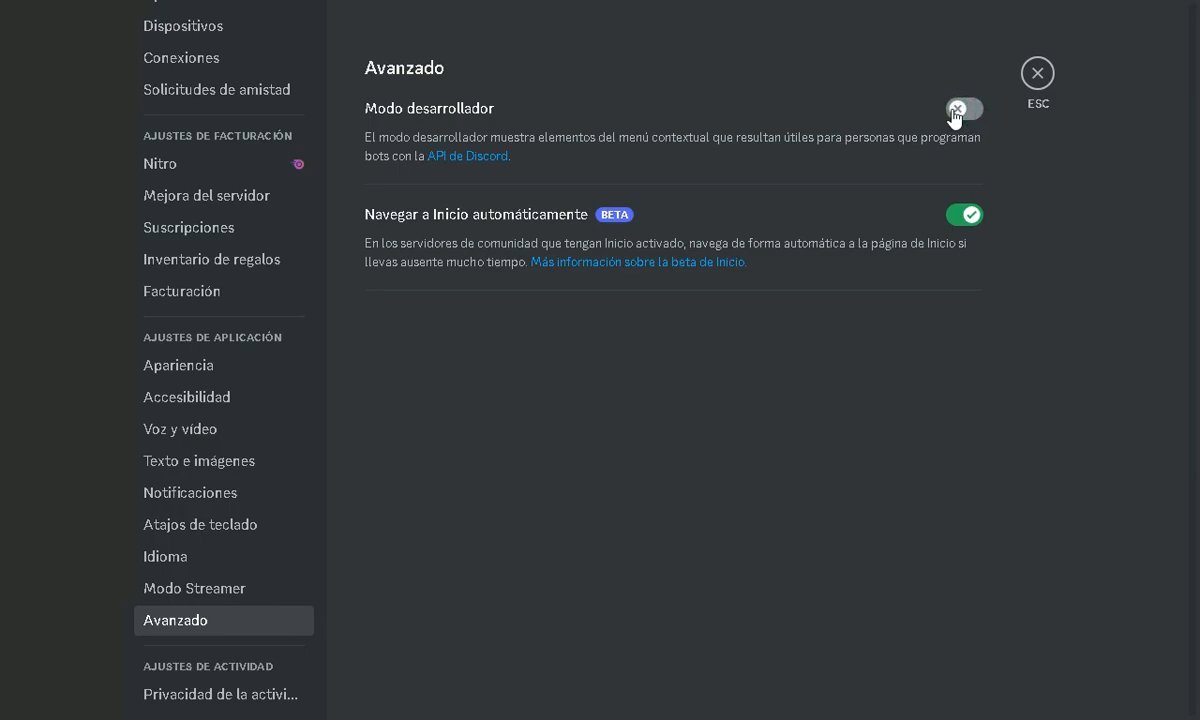 Dispositivos
Conexiones
Solicitudes de amistad
AJUSTES DE FACTURACIÓN
Nitro
Mejora del servidor
Suscripciones
Inventario de regalos
Facturación
AJUSTES DE APLICACIÓN
Apariencia
Accesibilidad
Voz y vídeo
Texto e imágenes
Notificaciones
Atajos de teclado
Idioma
Modo Streamer
Avanzado
AJUSTES DE ACTIVIDAD
Privacidad de la activi...
Avanzado
Modo desarrollador
El modo desarrollador muestra elementos del menú contextual que resultan útiles para personas que programan
bots con la API de Discord.
Navegar a Inicio automáticamente BETA
En los servidores de comunidad que tengan Inicio activado, navega de forma automática a la página de Inicio si
llevas ausente mucho tiempo. Más información sobre la beta de Inicio.
ESC